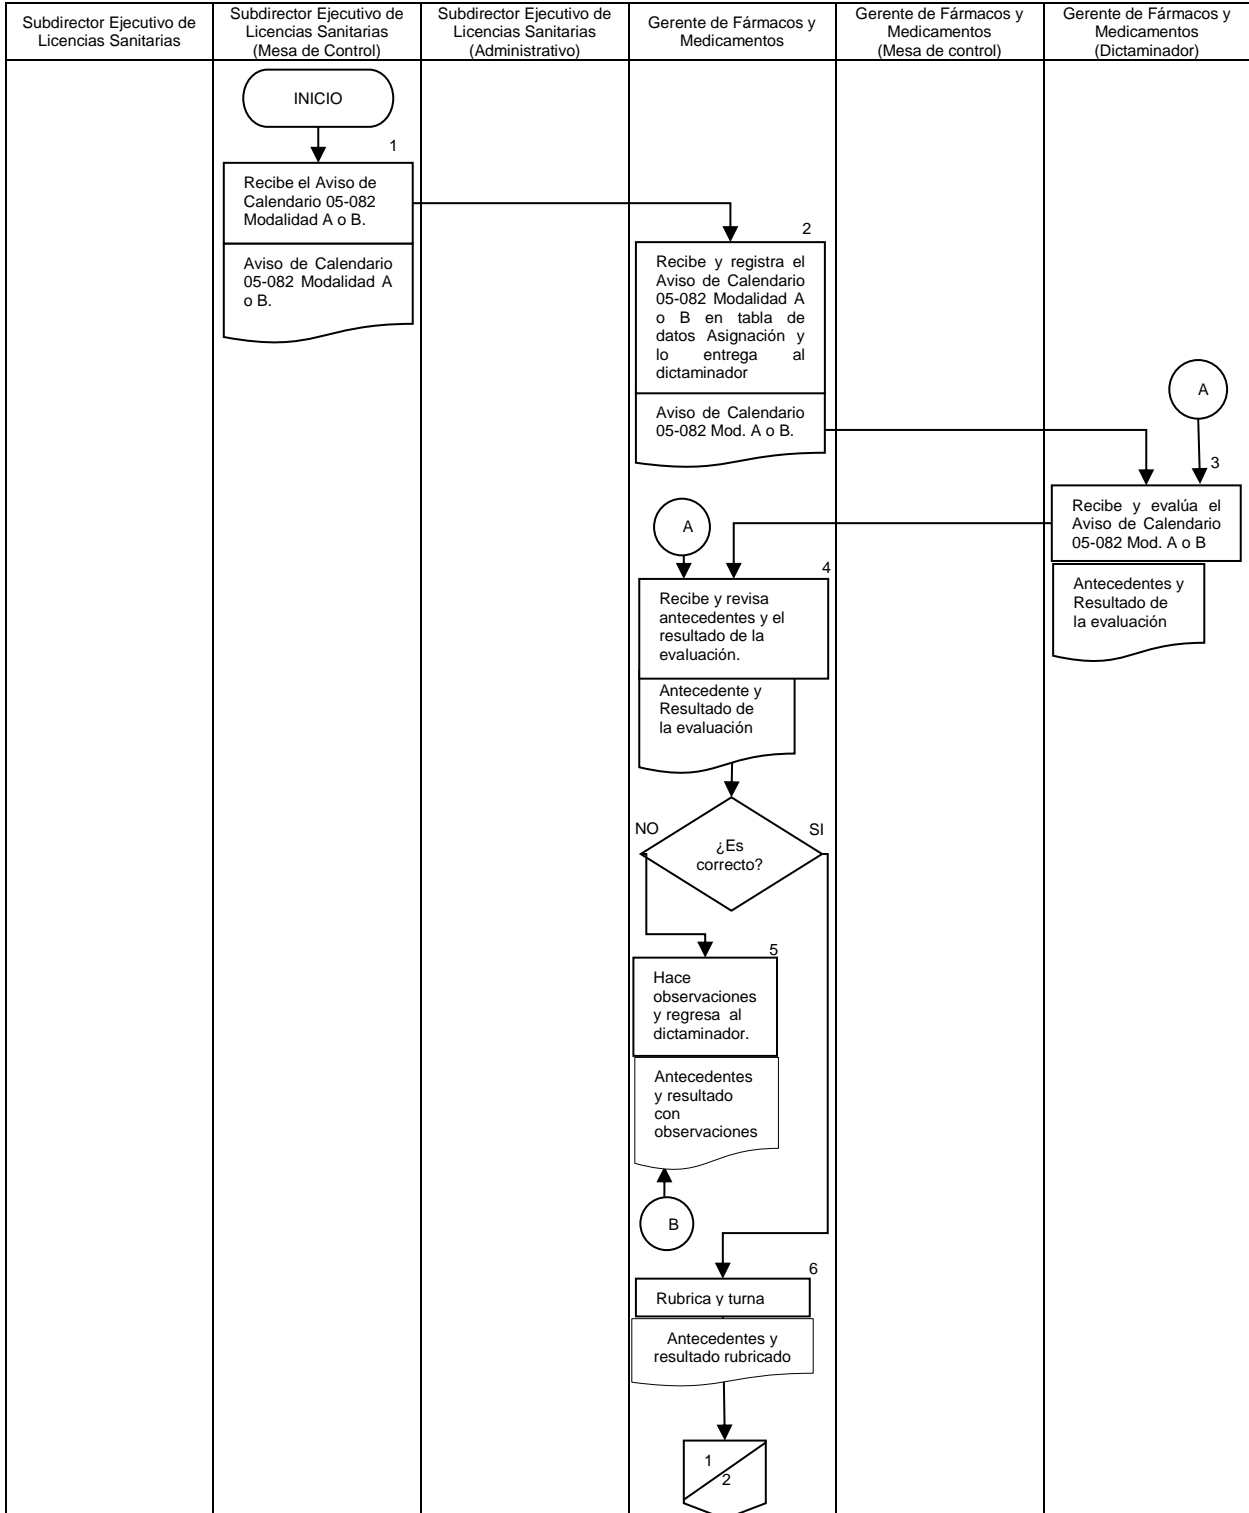 Subdirector Ejecutivo de
Licencias Sanitarias
Subdirector Ejecutivo de
Licencias Sanitarias
(Mesa de Control)
Subdirector Ejecutivo de
Licencias Sanitarias
(Administrativo)
Gerente de Fármacos y
Medicamentos
Gerente de Fármacos y
Medicamentos
(Mesa de control)
Gerente de Fármacos y
Medicamentos
(Dictaminador)
INICIO
1
Recibe el Aviso de
Calendario 05-082
Modalidad A o B.
Aviso de Calendario
05-082 Modalidad A
o B.
2
Recibe y registra el
Aviso de Calendario
05-082 Modalidad A
o B en tabla de
datos Asignación y
lo entrega al
dictaminador
Aviso de Calendario
05-082 Mod. A o B.
A
3
Recibe y evalúa el
Aviso de Calendario
05-082 Mod. A o B
Antecedentes y
Resultado de
la evaluación
A
4
Recibe y revisa
antecedentes y el
resultado de la
evaluación.
Antecedente y
Resultado de
la evaluación
NO
SI
¿Es
correcto?
5
Hace
observaciones
y regresa al
dictaminador.
Antecedentes
y resultado
con
observaciones
B
6
Rubrica y turna
Antecedentes y
resultado rubricado
1
2